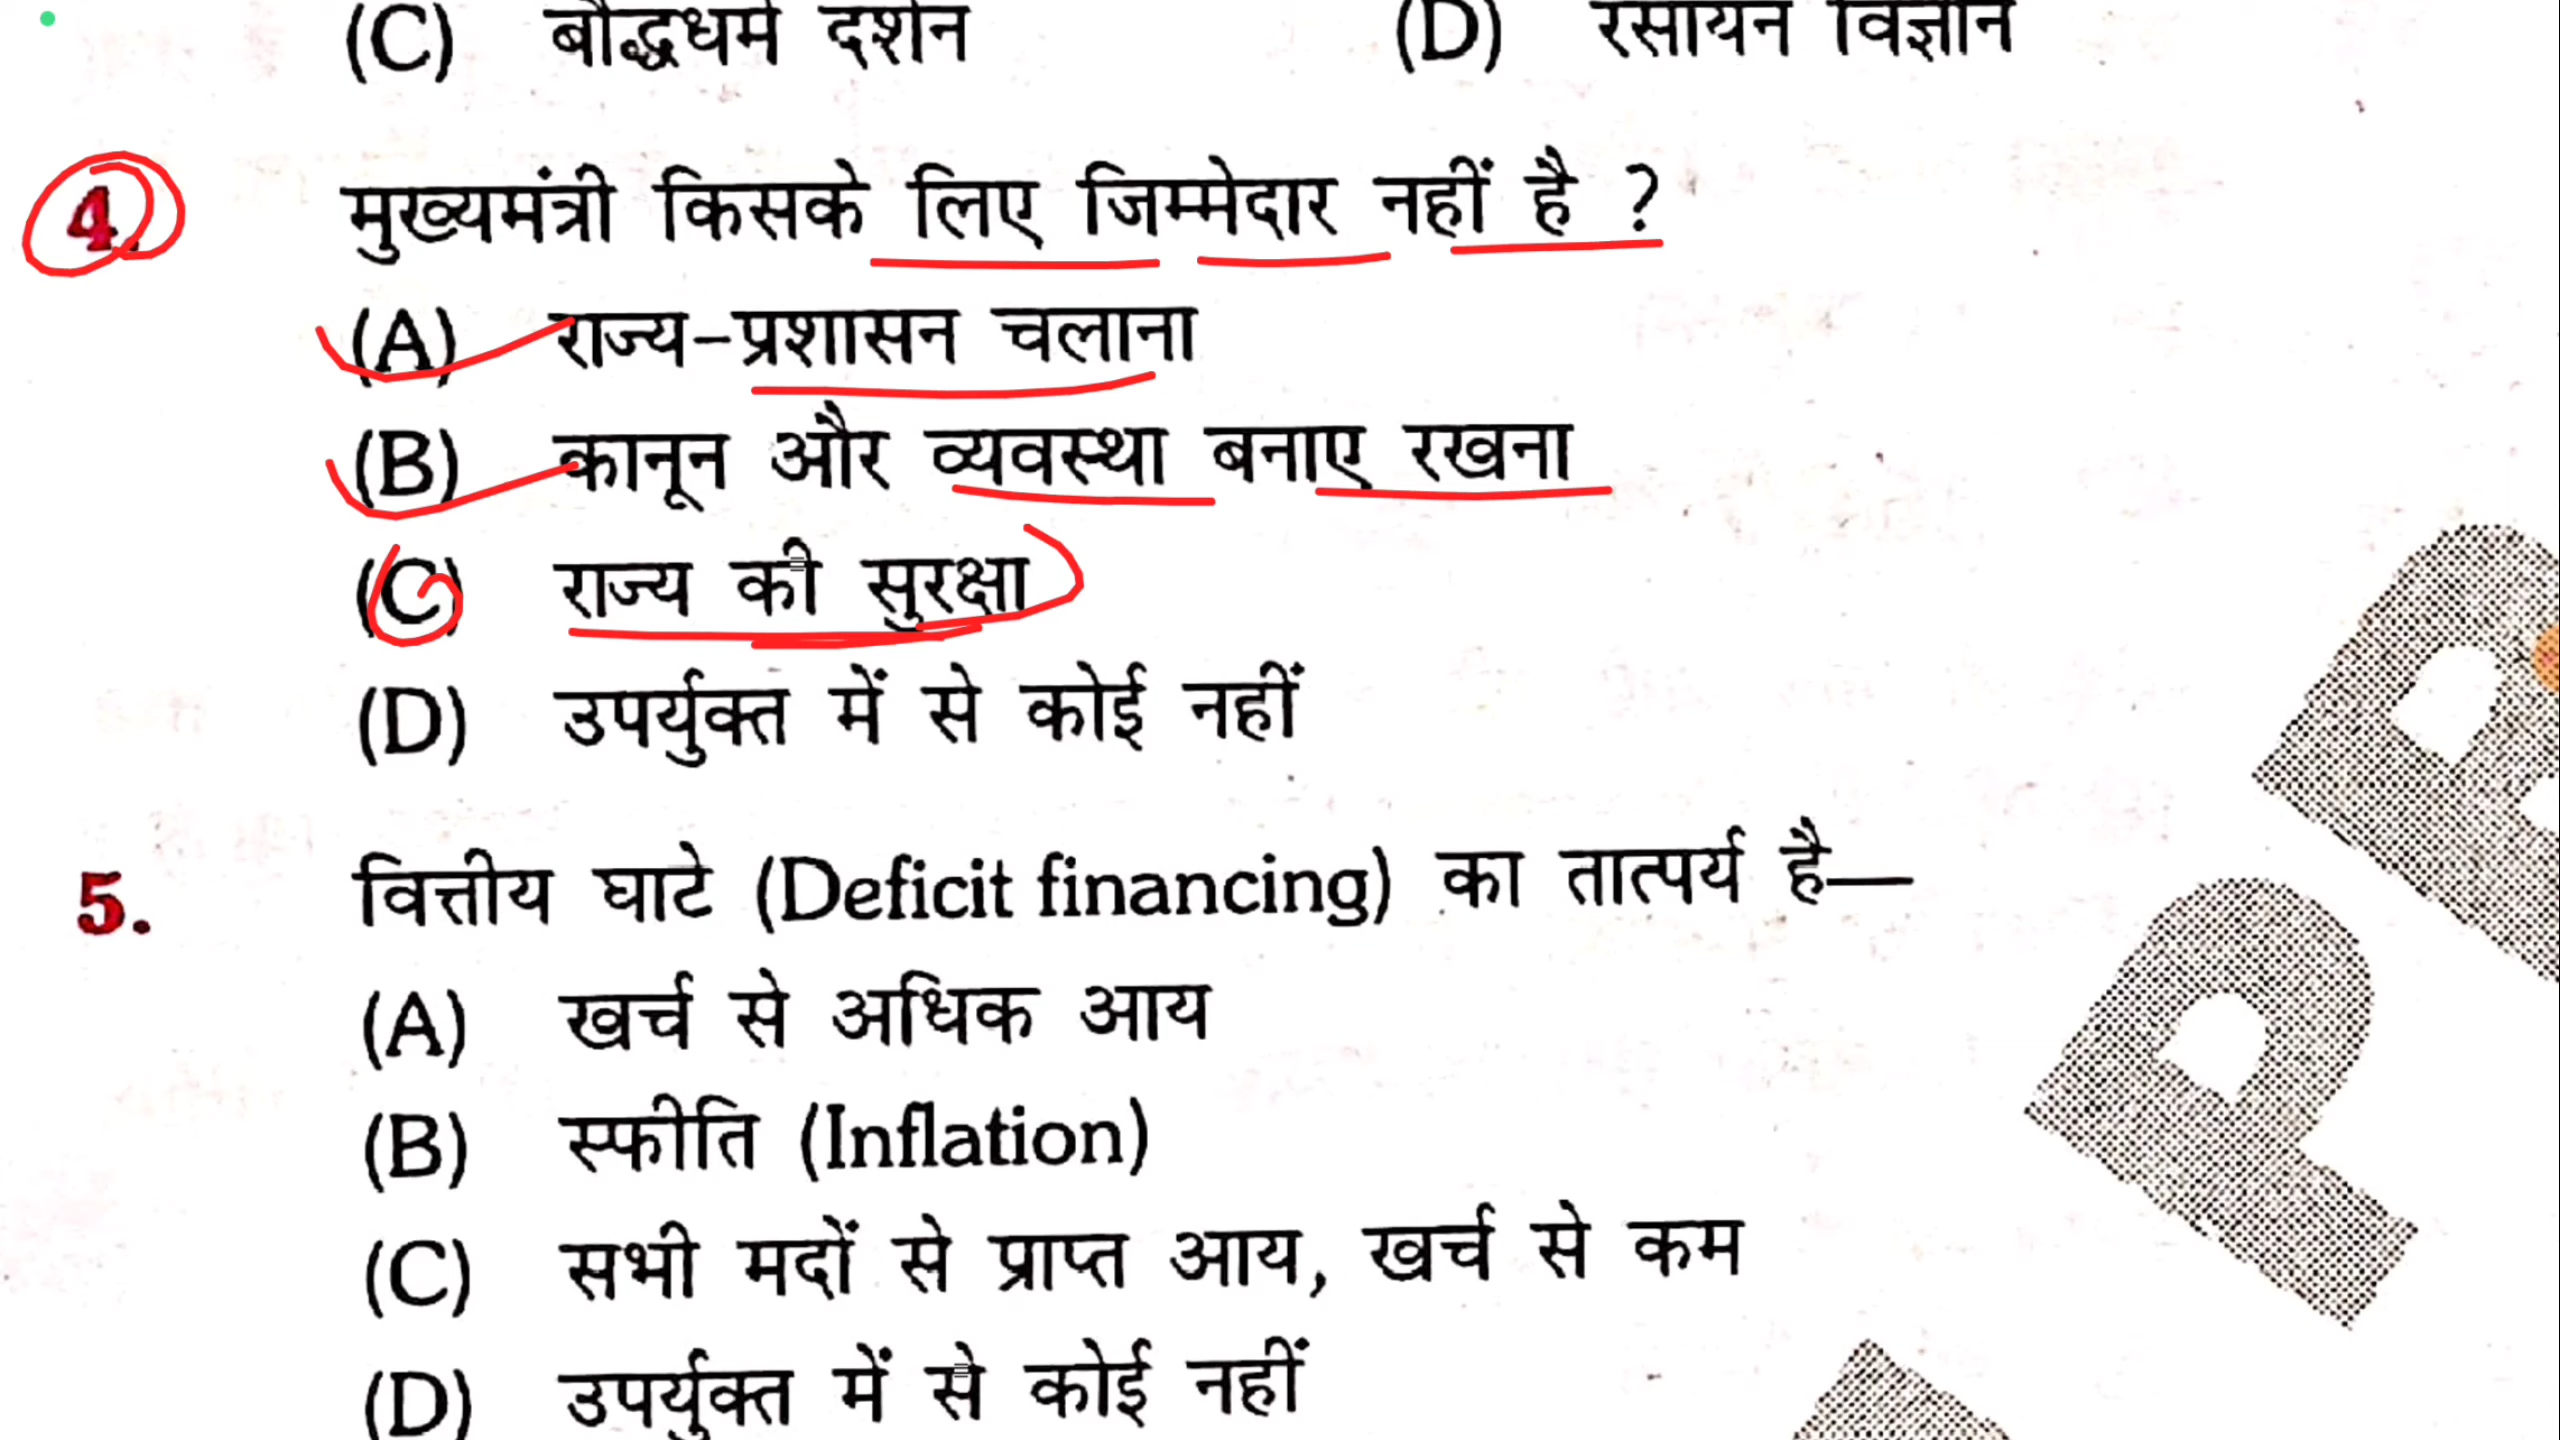 (C) बौद्धधर्म दर्शन (D) रसायन विज्ञान
4. मुख्यमंत्री किसके लिए जिम्मेदार नहीं है ?
(A) राज्य-प्रशासन चलाना
(B) कानून और व्यवस्था बनाए रखना
(C) राज्य की सुरक्षा
(D) उपर्युक्त में से कोई नहीं
5. वित्तीय घाटे (Deficit financing) का तात्पर्य है—
(A) खर्च से अधिक आय
(B) स्फीति (Inflation)
(C) सभी मदों से प्राप्त आय, खर्च से कम
(D) उपर्युक्त में से कोई नहीं